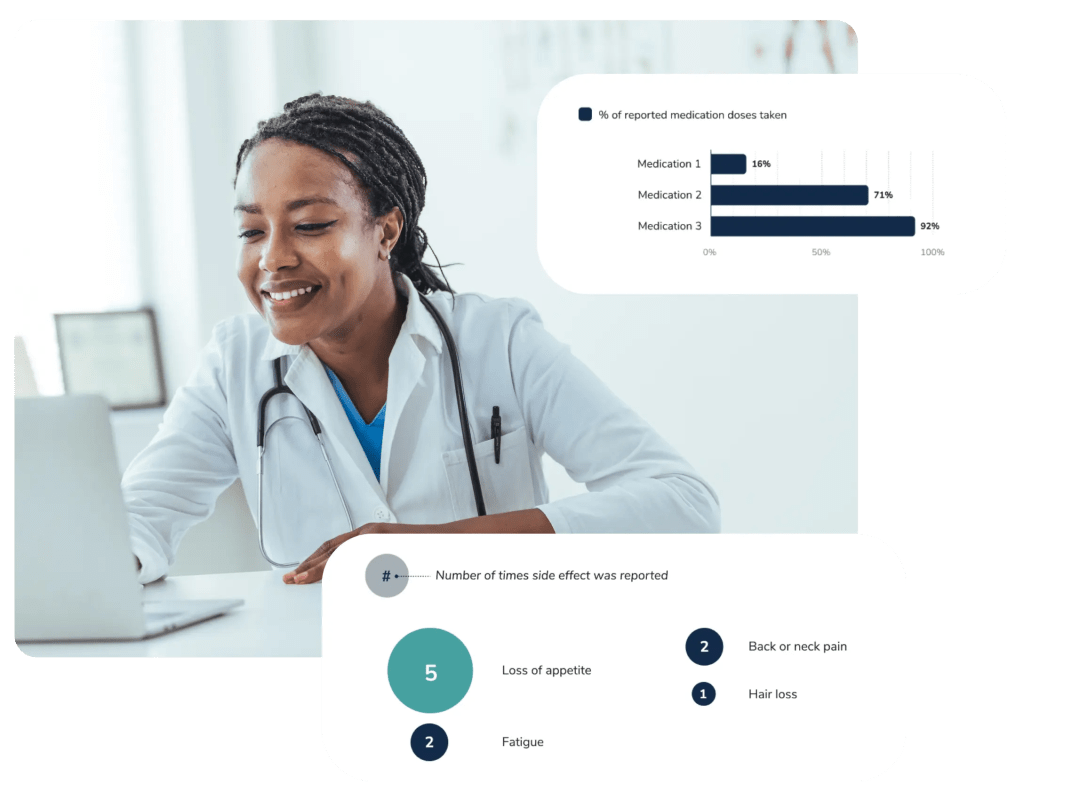 % of reported medication doses taken
Medication 1 16%
Medication 2 71%
Medication 3 92%
0% 50% 100%
# Number of times side effect was reported
5 Loss of appetite
2 Fatigue
2 Back or neck pain
1 Hair loss